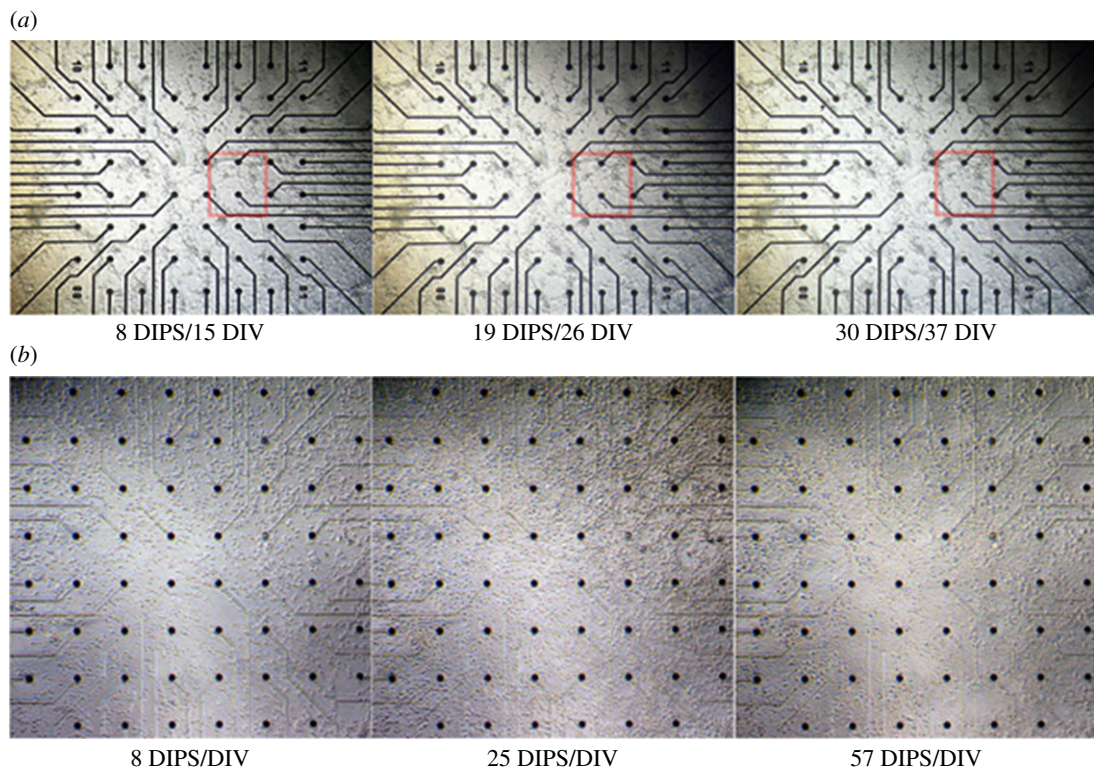 (a)
8 DIPS/15 DIV
19 DIPS/26 DIV
30 DIPS/37 DIV
(b)
8 DIPS/DIV
25 DIPS/DIV
57 DIPS/DIV